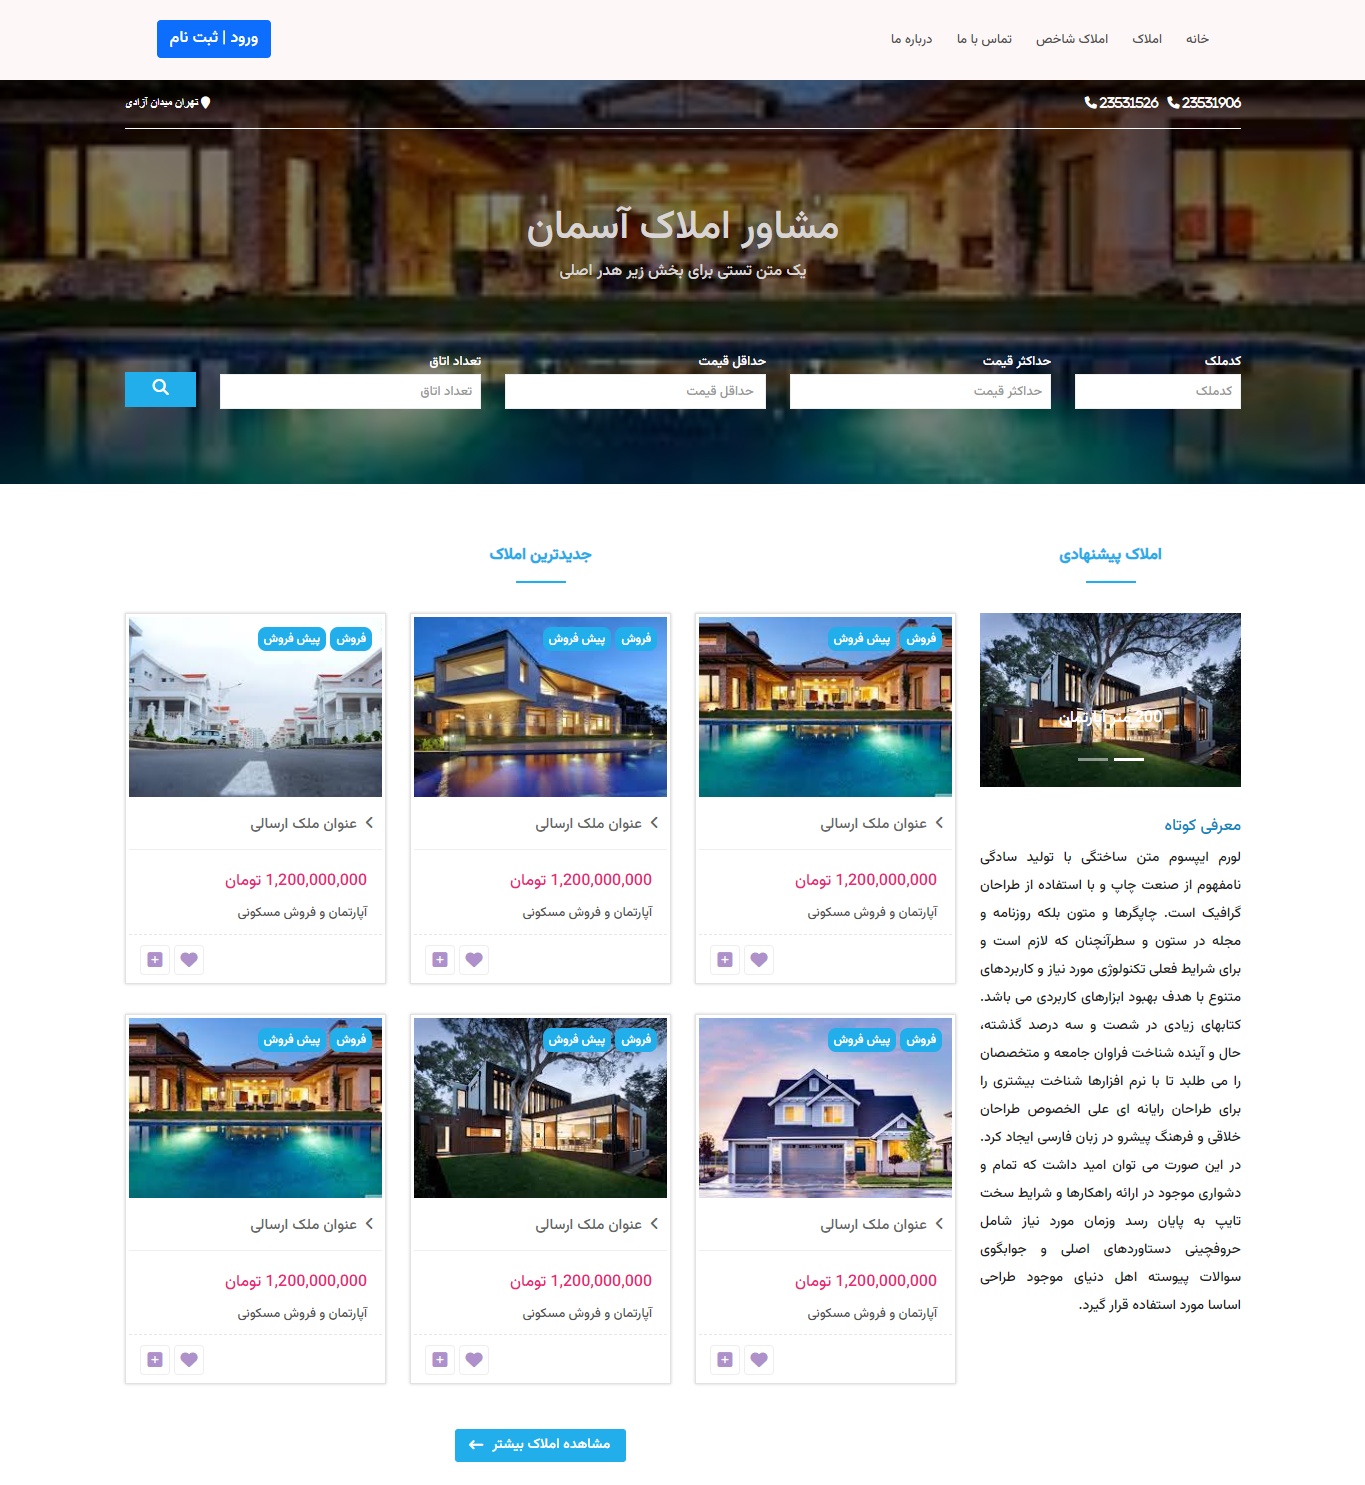 خانه
املاک
املاک شاخص
تماس با ما
درباره ما
ورود | ثبت نام
23531906
23531526
تهران میدان آزادی
مشاور املاک آسمان
یک متن تستی برای بخش زیر هدر اصلی
کدملک
حداکثر قیمت
حداقل قیمت
تعداد اتاق
کدملک
حداکثر قیمت
حداقل قیمت
تعداد اتاق
املاک پیشنهادی
200 متر آپارتمان
معرفی کوتاه
لورم ایپسوم متن ساختگی با تولید سادگی
نامفهوم از صنعت چاپ و با استفاده از طراحان
گرافیک است. چاپگرها و متون بلکه روزنامه و
مجله در ستون و سطرآنچنان که لازم است و
برای شرایط فعلی تکنولوژی مورد نیاز و کاربردهای
متنوع با هدف بهبود ابزارهای کاربردی می باشد.
کتابهای زیادی در شصت و سه درصد گذشته،
حال و آینده شناخت فراوان جامعه و متخصصان
را می طلبد تا با نرم افزارها شناخت بیشتری را
برای طراحان رایانه ای علی الخصوص طراحان
خلاقی و فرهنگ پیشرو در زبان فارسی ایجاد کرد.
در این صورت می توان امید داشت که تمام و
دشواری موجود در ارائه راهکارها و شرایط سخت
تایپ به پایان رسد وزمان مورد نیاز شامل
حروفچینی دستاوردهای اصلی و جوابگوی
سوالات پیوسته اهل دنیای موجود طراحی
اساسا مورد استفاده قرار گیرد.
جدیدترین املاک
فروش
پیش فروش
عنوان ملک ارسالی
1,200,000,000 تومان
آپارتمان و فروش مسکونی
فروش
پیش فروش
عنوان ملک ارسالی
1,200,000,000 تومان
آپارتمان و فروش مسکونی
فروش
پیش فروش
عنوان ملک ارسالی
1,200,000,000 تومان
آپارتمان و فروش مسکونی
فروش
پیش فروش
عنوان ملک ارسالی
1,200,000,000 تومان
آپارتمان و فروش مسکونی
فروش
پیش فروش
عنوان ملک ارسالی
1,200,000,000 تومان
آپارتمان و فروش مسکونی
فروش
پیش فروش
عنوان ملک ارسالی
1,200,000,000 تومان
آپارتمان و فروش مسکونی
مشاهده املاک بیشتر